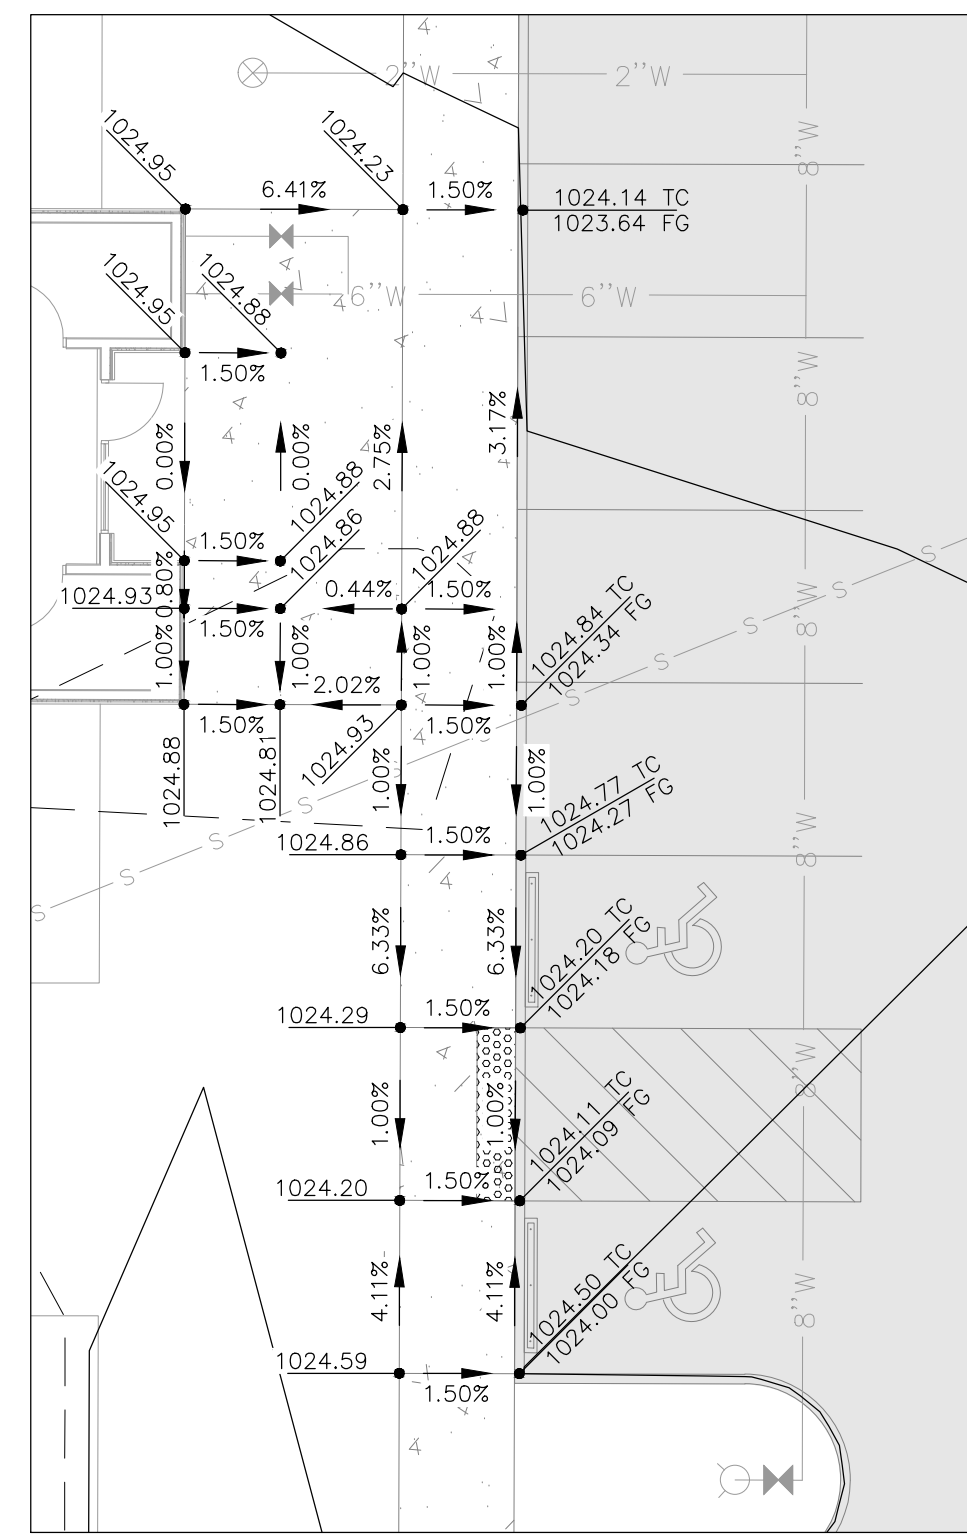 2''W
2''W
8''W
1024.95
1024.23
6.41%
1.50%
1024.14 TC
1023.64 FG
1024.95
1024.88
6''W
6''W
1.50%
8''W
0.00%
0.00%
2.75%
3.17%
1024.95
1.50%
1024.88
1024.86
1024.88
S
1024.93
0.80%
1.50%
0.44%
1.50%
1024.84 TC
1024.34 FG
S
8''W
S
1.00%
1.00%
1.00%
1.00%
S
2.02%
1.50%
1.50%
S
S
1024.88
1024.81
1024.93
1.00%
1.00%
1024.77 TC
1024.27 FG
S
S
S
S
1024.86
1.50%
8''W
6.33%
6.33%
1024.20 TC
1024.18 FG
1024.29
1.50%
8''W
1.00%
1.00%
1024.11 TC
1024.09 FG
1024.20
1.50%
4.11%
4.11%
1024.50 TC
1024.00 FG
8''W
1024.59
1.50%